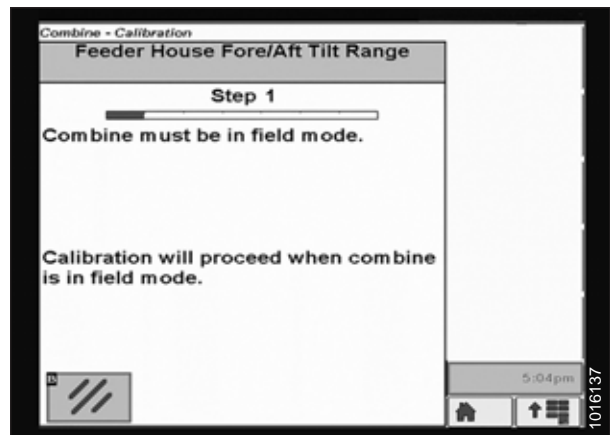 Combine - Calibration
Feeder House Fore/Aft Tilt Range
Step 1
Combine must be in field mode.
Calibration will proceed when combine
is in field mode.
5:04pm
1016137